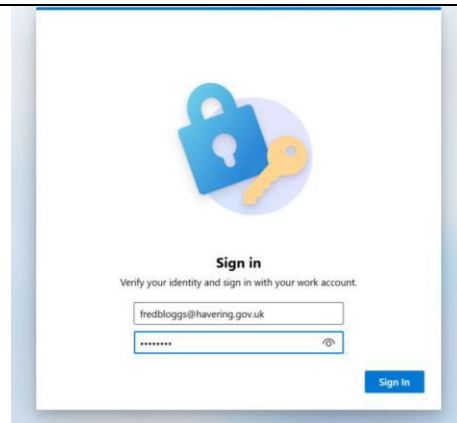 Sign in
Verify your identity and sign in with your work account.
fredbloggs@havering.gov.uk
••••••••
Sign In